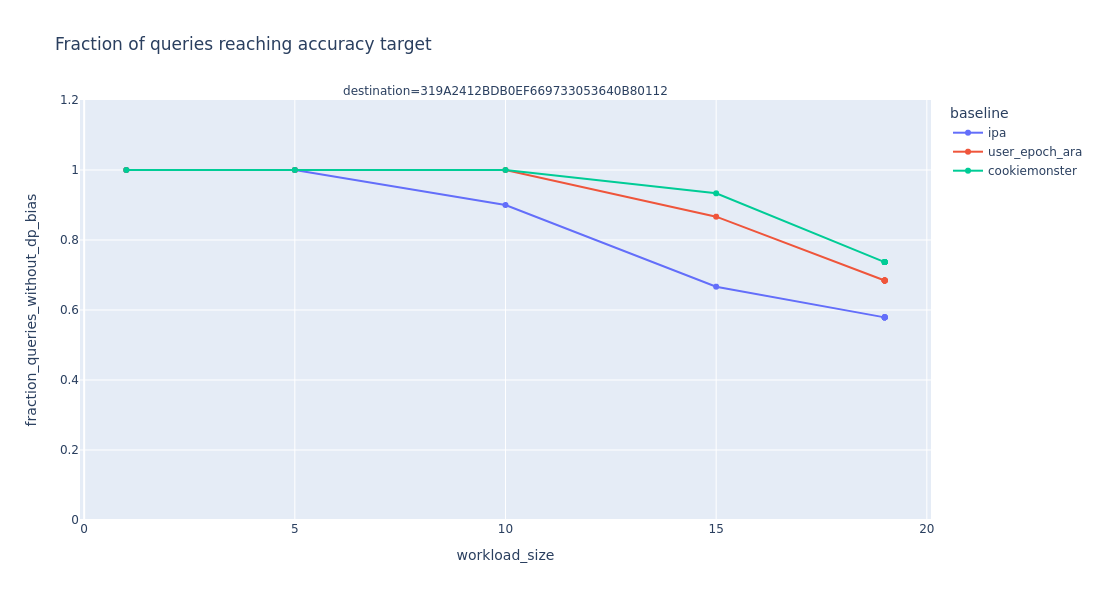 Fraction of queries reaching accuracy target
destination=319A2412BDB0EF669733053640B80112
1.2
1
0.8
0.6
0.4
0.2
0
fraction_queries_without_dp_bias
0 5 10 15 20
workload_size
baseline
ipa
user_epoch_ara
cookiemonster